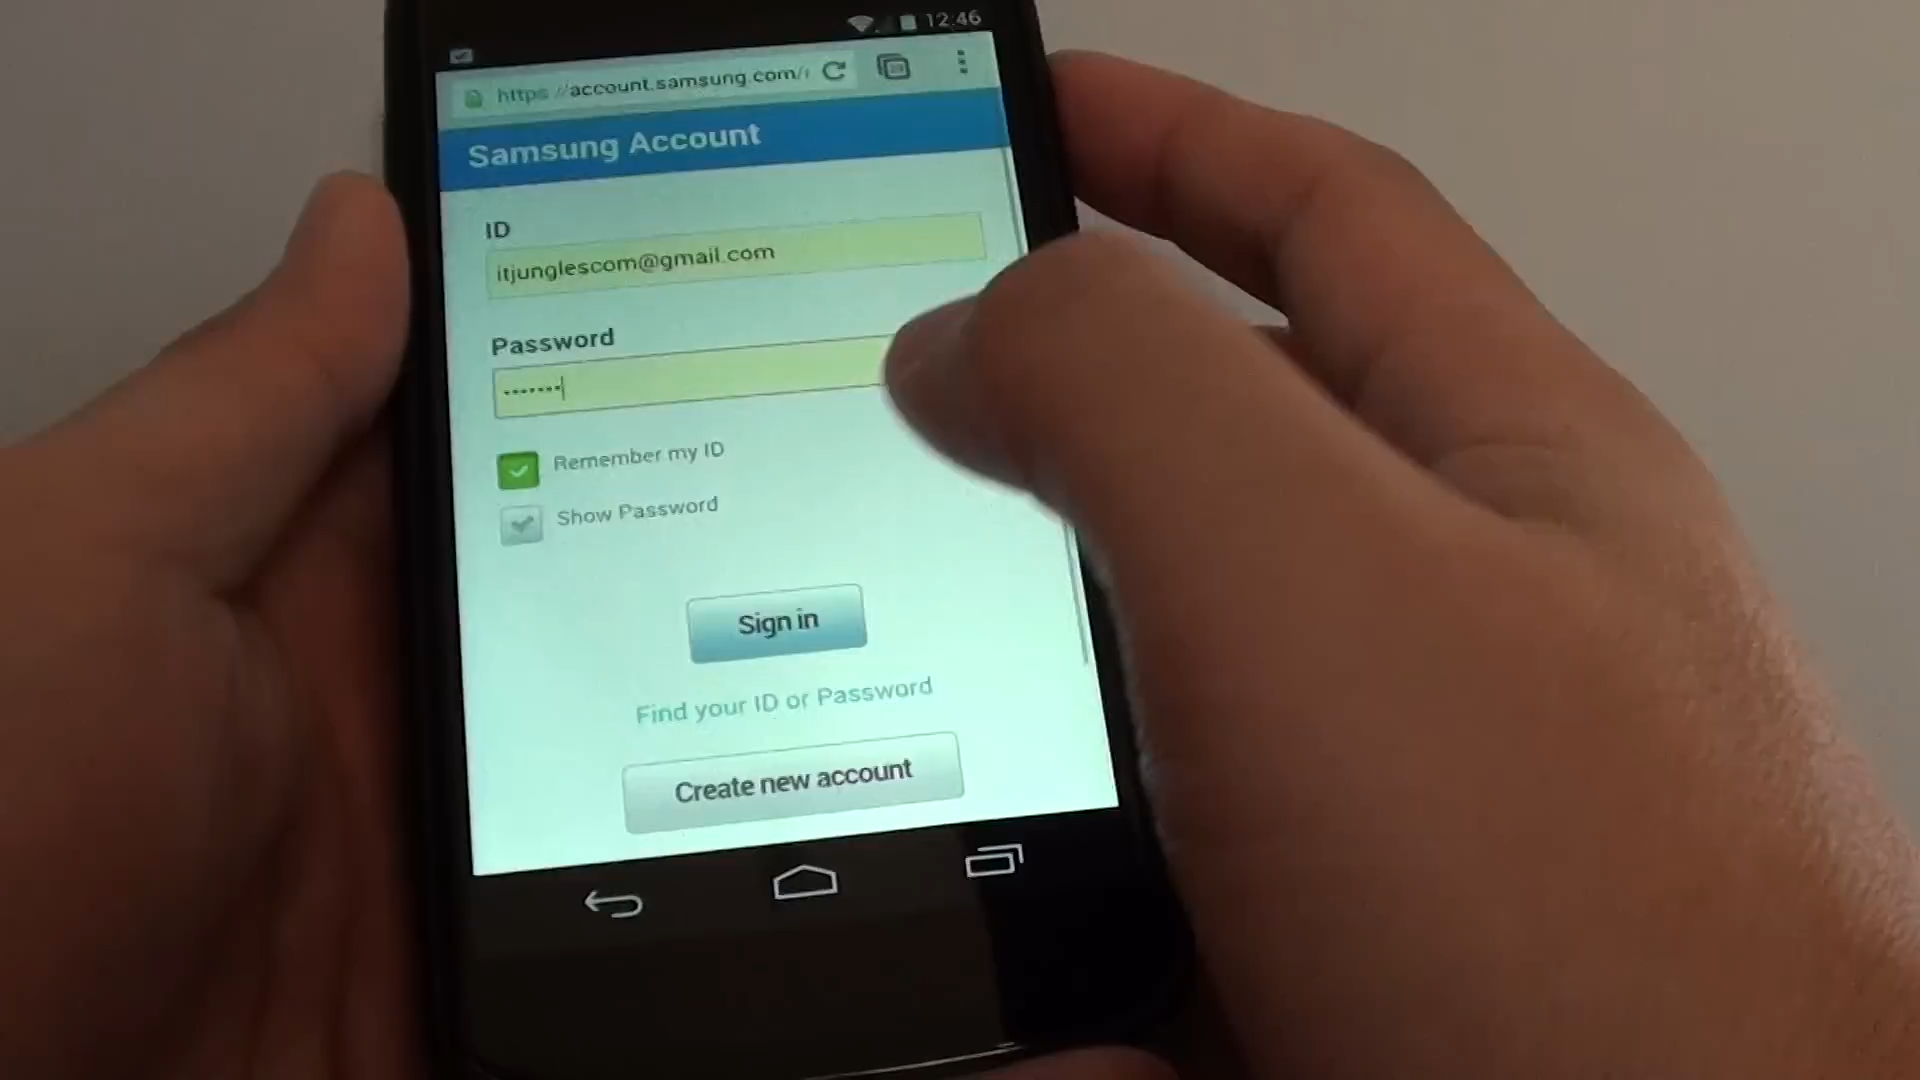 12:46
https://account.samsung.com/
Samsung Account
ID
itjunglescom@gmail.com
Password
•••••••
Remember my ID
Show Password
Sign in
Find your ID or Password
Create new account